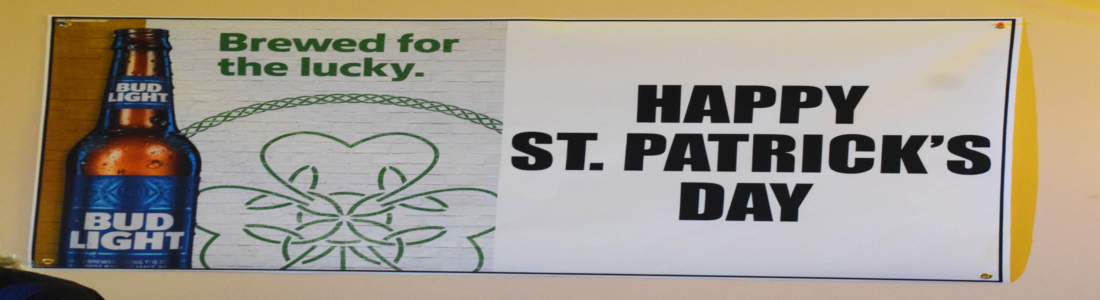 Brewed for
the lucky.
BUD
LIGHT
BUD
LIGHT
HAPPY
ST. PATRICK'S
DAY